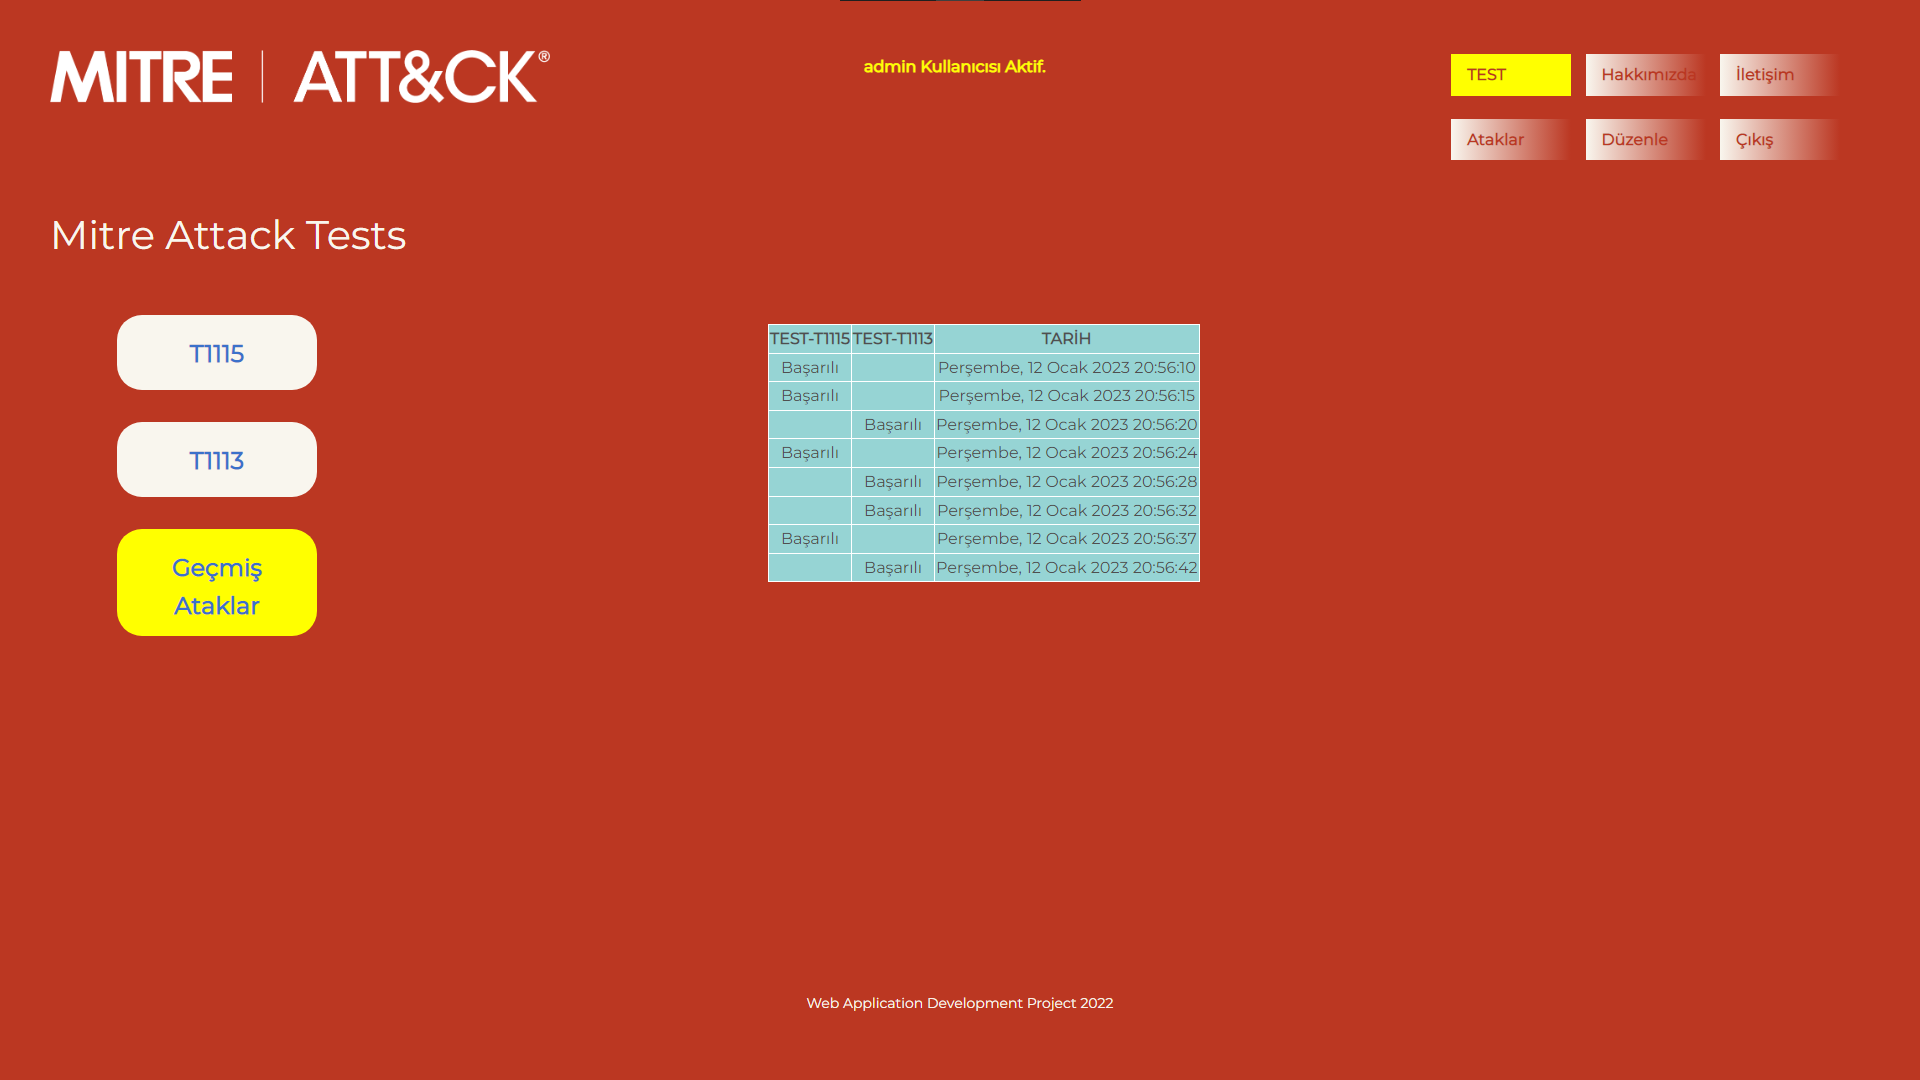 MITRE | ATT&CK®
admin Kullanıcısı Aktif.
TEST
Hakkımızda
İletişim
Ataklar
Düzenle
Çıkış
Mitre Attack Tests
T1115
T1113
Geçmiş
Ataklar
TEST-T1115 TEST-T1113 TARİH
Başarılı Perşembe, 12 Ocak 2023 20:56:10
Başarılı Perşembe, 12 Ocak 2023 20:56:15
Başarılı Perşembe, 12 Ocak 2023 20:56:20
Başarılı Perşembe, 12 Ocak 2023 20:56:24
Başarılı Perşembe, 12 Ocak 2023 20:56:28
Başarılı Perşembe, 12 Ocak 2023 20:56:32
Başarılı Perşembe, 12 Ocak 2023 20:56:37
Başarılı Perşembe, 12 Ocak 2023 20:56:42
Web Application Development Project 2022